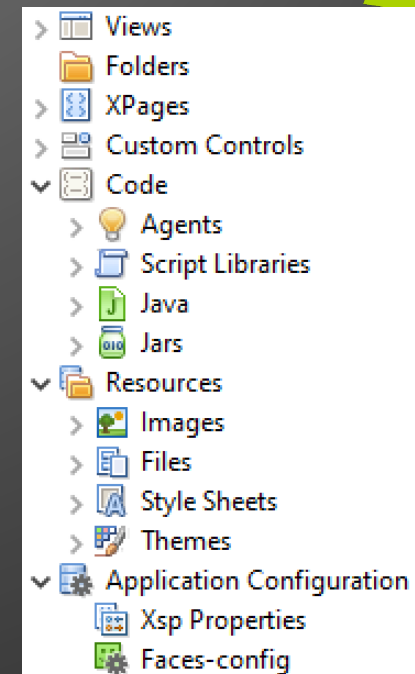 Views
Folders
XPages
Custom Controls
Code
Agents
Script Libraries
Java
Jars
Resources
Images
Files
Style Sheets
Themes
Application Configuration
Xsp Properties
Faces-config